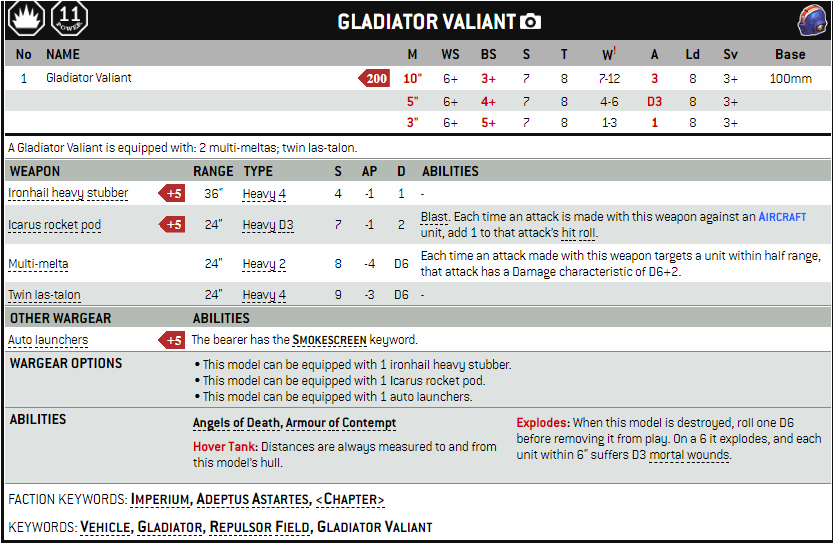 11
POWER
GLADIATOR VALIANT
No NAME M WS BS S T W! A Ld Sv Base
1 Gladiator Valiant 200 10" 6+ 3+ 7 8 7-12 3 8 3+ 100mm
5" 6+ 4+ 7 8 4-6 D3 8 3+
3" 6+ 5+ 7 8 1-3 1 8 3+
A Gladiator Valiant is equipped with: 2 multi-meltas; twin las-talon.
WEAPON RANGE TYPE S AP D ABILITIES
Ironhail heavy stubber +5 36" Heavy 4 4 -1 1 -
Icarus rocket pod +5 24" Heavy D3 7 -1 2 Blast. Each time an attack is made with this weapon against an AIRCRAFT
unit, add 1 to that attack's hit roll.
Multi-melta 24" Heavy 2 8 -4 D6 Each time an attack made with this weapon targets a unit within half range,
that attack has a Damage characteristic of D6+2.
Twin las-talon 24" Heavy 4 9 -3 D6 -
OTHER WARGEAR ABILITIES
Auto launchers +5 The bearer has the SMOKESCREEN keyword.
WARGEAR OPTIONS
• This model can be equipped with 1 ironhail heavy stubber.
• This model can be equipped with 1 Icarus rocket pod.
• This model can be equipped with 1 auto launchers.
ABILITIES
Angels of Death, Armour of Contempt
Hover Tank: Distances are always measured to and from
this model's hull.
Explodes: When this model is destroyed, roll one D6
before removing it from play. On a 6 it explodes, and each
unit within 6" suffers D3 mortal wounds.
FACTION KEYWORDS: IMPERIUM, ADEPTUS ASTARTES, <CHAPTER>
KEYWORDS: VEHICLE, GLADIATOR, REPULSOR FIELD, GLADIATOR VALIANT